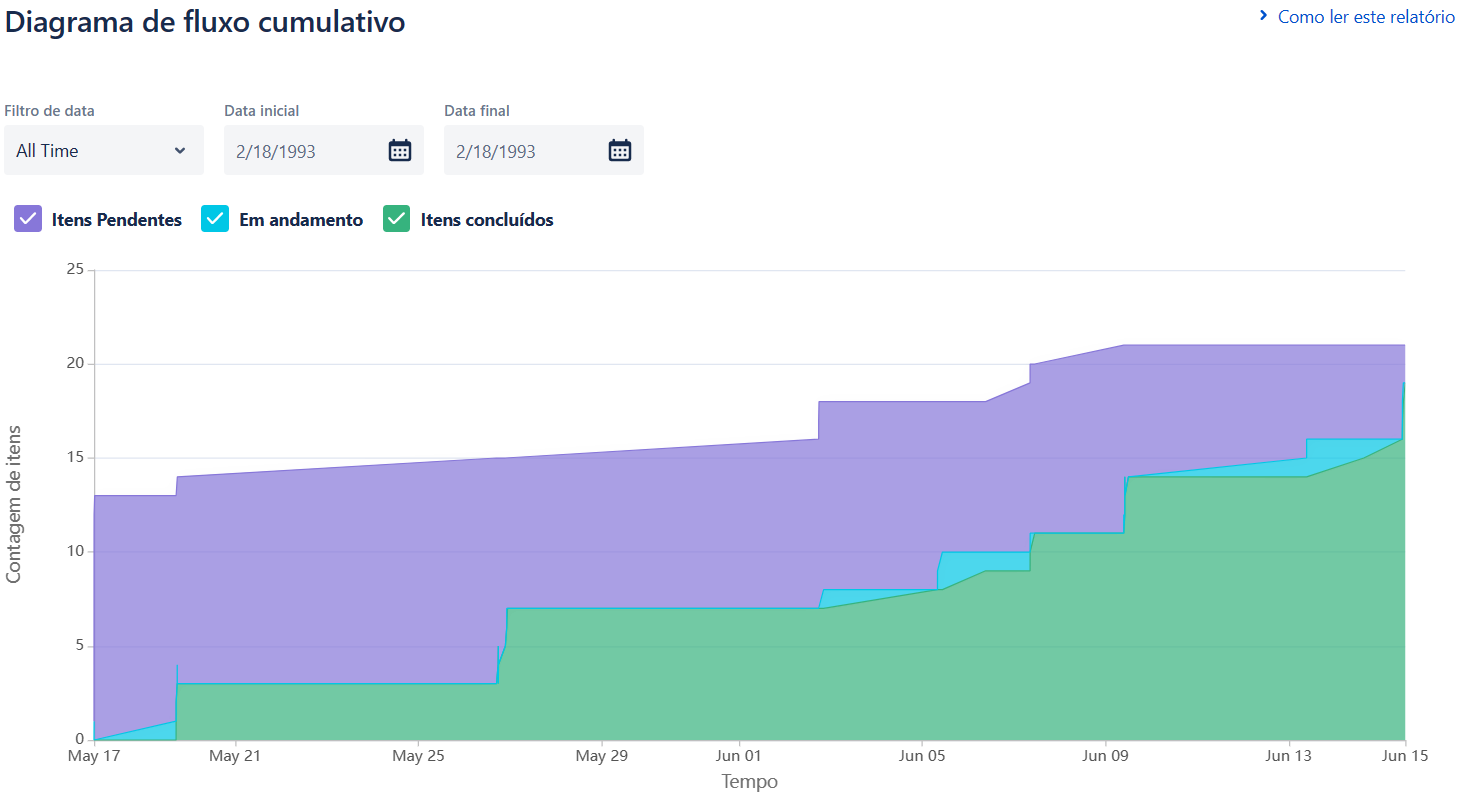 Diagrama de fluxo cumulativo
Como ler este relatório
Filtro de data
Data inicial
Data final
All Time
2/18/1993
2/18/1993
Itens Pendentes
Em andamento
Itens concluídos
25
20
15
10
5
0
Contagem de itens
May 17
May 21
May 25
May 29
Jun 01
Jun 05
Jun 09
Jun 13
Jun 15
Tempo